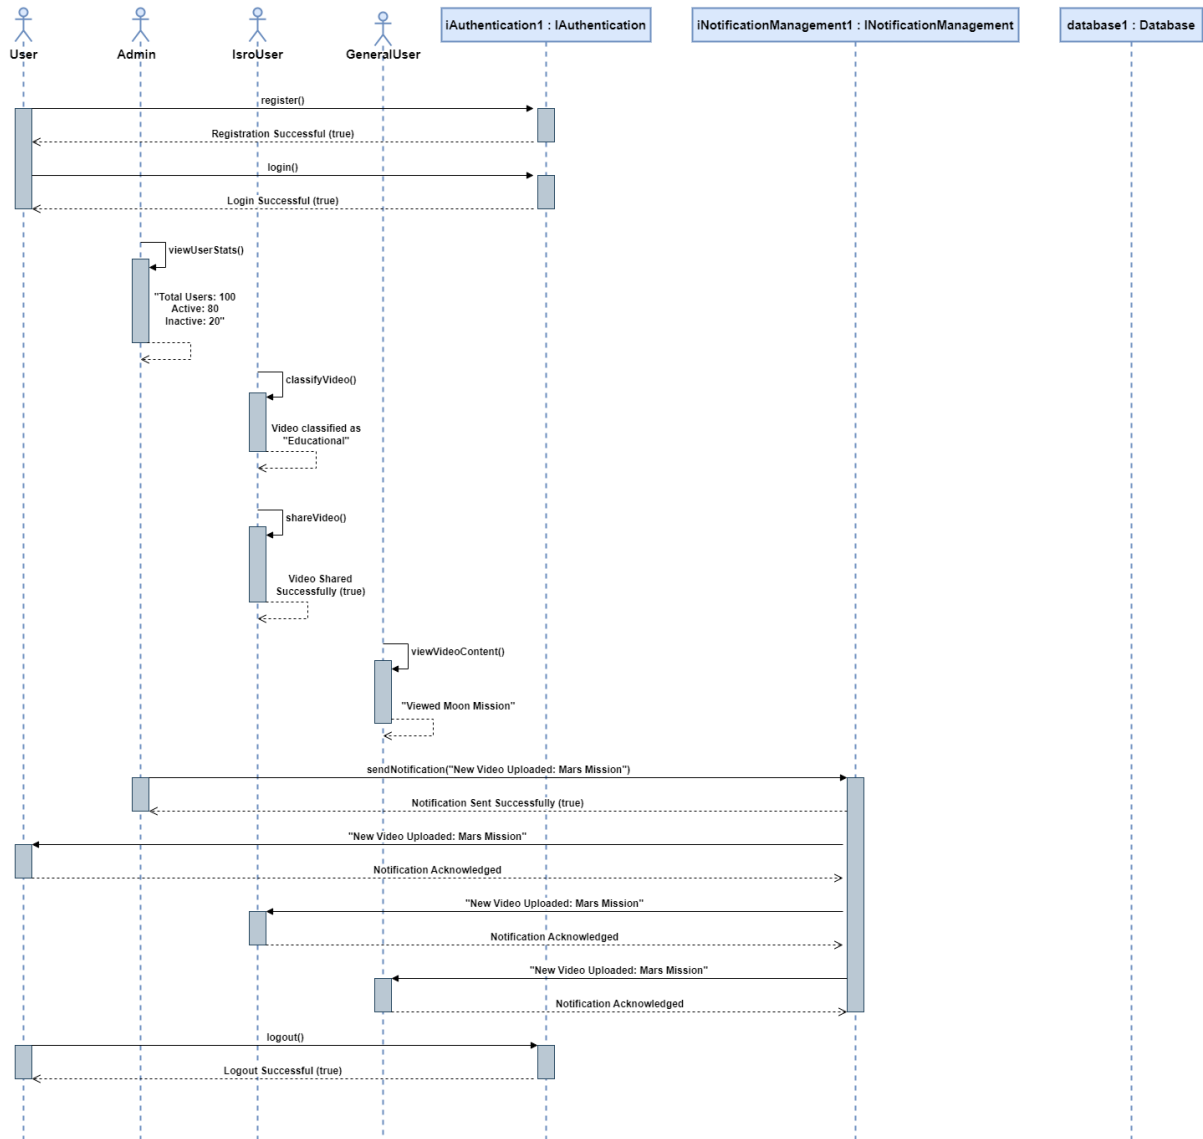 User
Admin
IsroUser
GeneralUser
iAuthentication1 : IAuthentication
iNotificationManagement1 : INotificationManagement
database1 : Database
register()
Registration Successful (true)
login()
Login Successful (true)
viewUserStats()
"Total Users: 100
Active: 80
Inactive: 20"
classifyVideo()
Video classified as
"Educational"
shareVideo()
Video Shared
Successfully (true)
viewVideoContent()
"Viewed Moon Mission"
sendNotification("New Video Uploaded: Mars Mission")
Notification Sent Successfully (true)
"New Video Uploaded: Mars Mission"
Notification Acknowledged
"New Video Uploaded: Mars Mission"
Notification Acknowledged
"New Video Uploaded: Mars Mission"
Notification Acknowledged
logout()
Logout Successful (true)